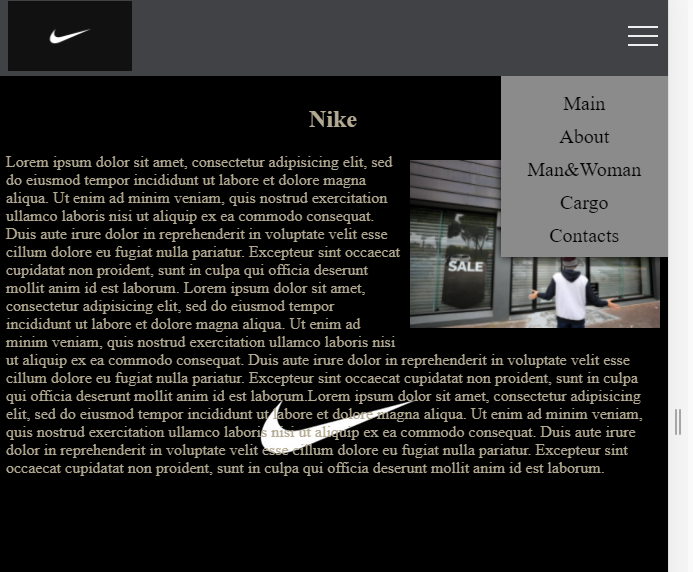 Main
About
Man&Woman
Cargo
Contacts
Nike
Lorem ipsum dolor sit amet, consectetur adipisicing elit, sed
do eiusmod tempor incididunt ut labore et dolore magna
aliqua. Ut enim ad minim veniam, quis nostrud exercitation
ullamco laboris nisi ut aliquip ex ea commodo consequat.
Duis aute irure dolor in reprehenderit in voluptate velit esse
cillum dolore eu fugiat nulla pariatur. Excepteur sint occaecat
cupidatat non proident, sunt in culpa qui officia deserunt
mollit anim id est laborum. Lorem ipsum dolor sit amet,
consectetur adipisicing elit, sed do eiusmod tempor
incididunt ut labore et dolore magna aliqua. Ut enim ad
minim veniam, quis nostrud exercitation ullamco laboris nisi
ut aliquip ex ea commodo consequat. Duis aute irure dolor in reprehenderit in voluptate velit esse
cillum dolore eu fugiat nulla pariatur. Excepteur sint occaecat cupidatat non proident, sunt in culpa
qui officia deserunt mollit anim id est laborum.Lorem ipsum dolor sit amet, consectetur adipisicing
elit, sed do eiusmod tempor incididunt ut labore et dolore magna aliqua. Ut enim ad minim veniam,
quis nostrud exercitation ullamco laboris nisi ut aliquip ex ea commodo consequat. Duis aute irure
dolor in reprehenderit in voluptate velit esse cillum dolore eu fugiat nulla pariatur. Excepteur sint
occaecat cupidatat non proident, sunt in culpa qui officia deserunt mollit anim id est laborum.
SALE